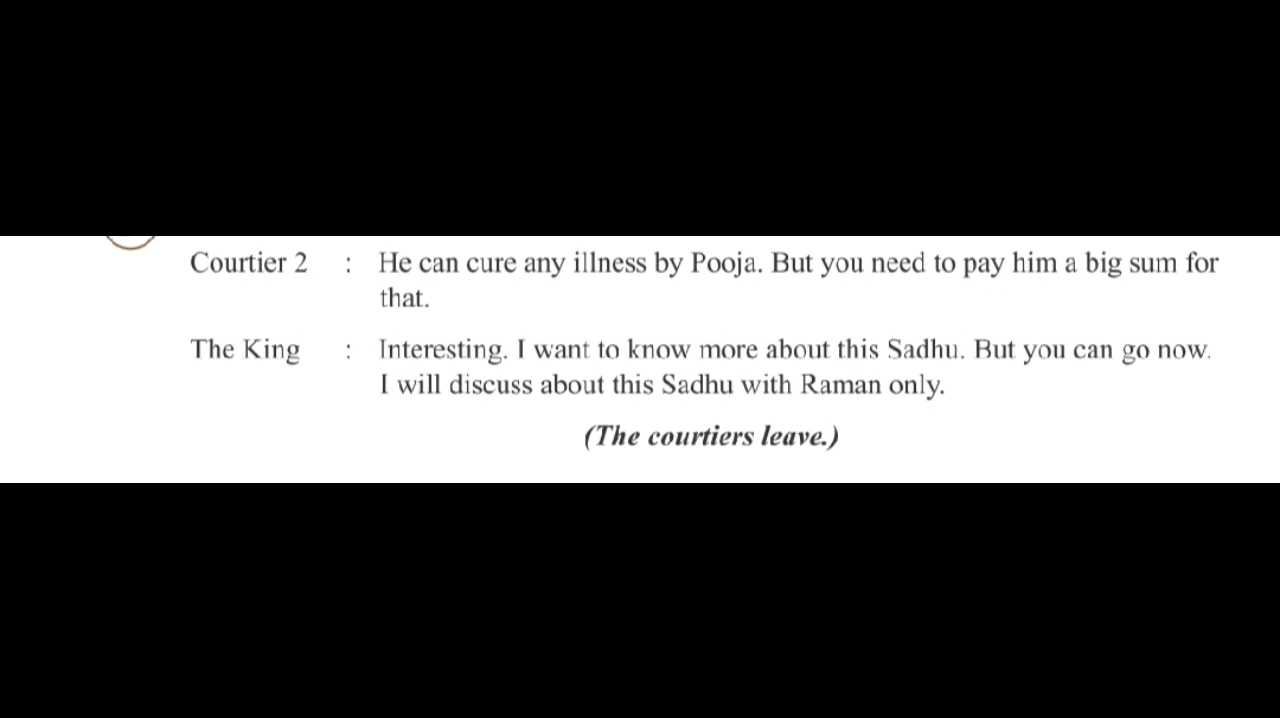 Courtier 2 : He can cure any illness by Pooja. But you need to pay him a big sum for
that.
The King : Interesting. I want to know more about this Sadhu. But you can go now.
I will discuss about this Sadhu with Raman only.
(The courtiers leave.)